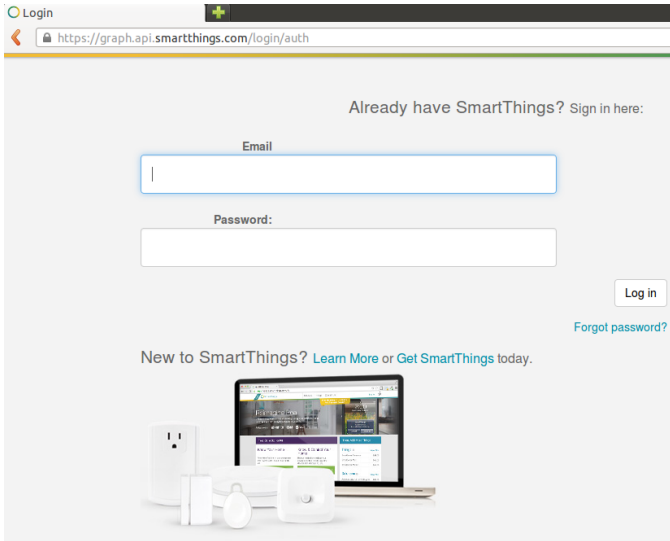 Login
https://graph.api.smartthings.com/login/auth
Already have SmartThings? Sign in here:
Email
Password:
Log in
Forgot password?
New to SmartThings? Learn More or Get SmartThings today.